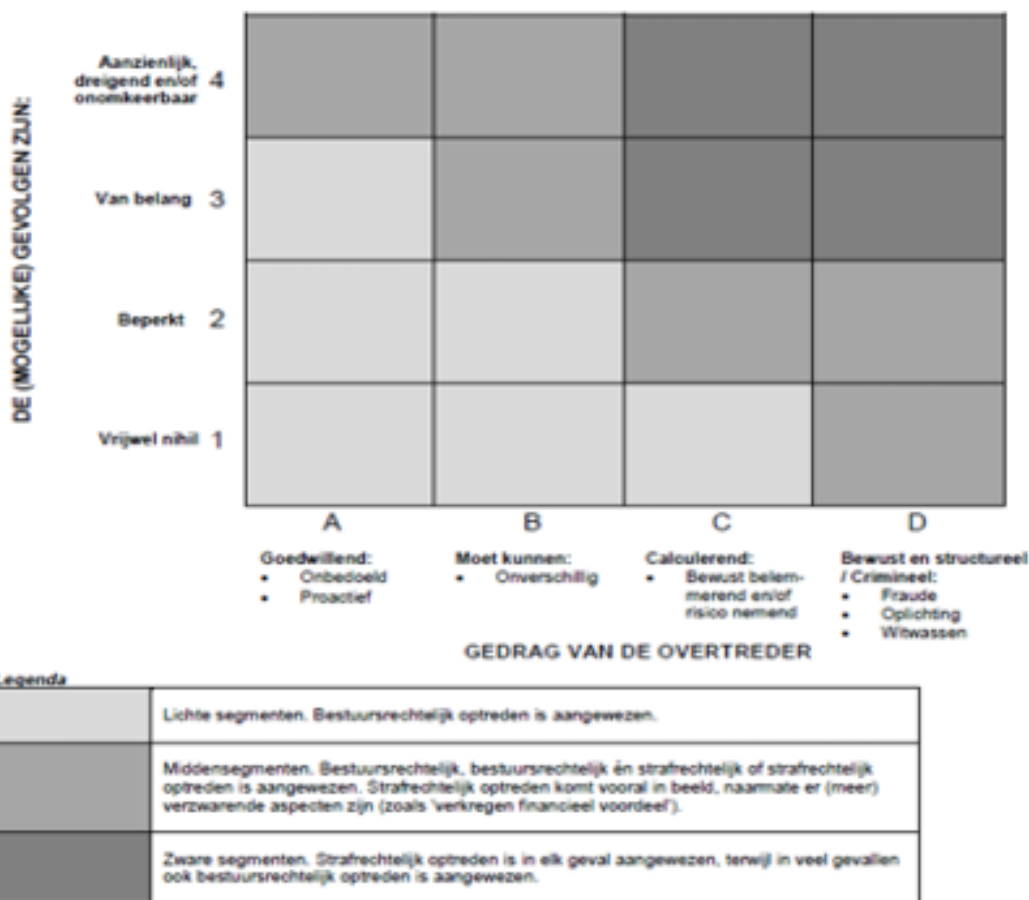 DE (MOGELIJKE) GEVOLGEN ZIJN:
Aanzienlijk,
dreigend en/of 4
onomkeerbaar
Van belang 3
Beperkt 2
Vrijwel nihil 1
A B C D
Goedwillend:
• Onbedoeld
• Proactief
Moet kunnen:
• Onverschillig
Calculerend:
• Bewust belem-
merend en/of
risico nemend
Bewust en structureel
/ Crimineel:
• Fraude
• Oplichting
• Witwassen
GEDRAG VAN DE OVERTREDER
Legenda
Lichte segmenten. Bestuursrechtelijk optreden is aangewezen.
Middensegmenten. Bestuursrechtelijk, bestuursrechtelijk én strafrechtelijk of strafrechtelijk
optreden is aangewezen. Strafrechtelijk optreden komt vooral in beeld, naarmate er (meer)
verzwarende aspecten zijn (zoals 'verkregen financieel voordeel').
Zware segmenten. Strafrechtelijk optreden is in elk geval aangewezen, terwijl in veel gevallen
ook bestuursrechtelijk optreden is aangewezen.